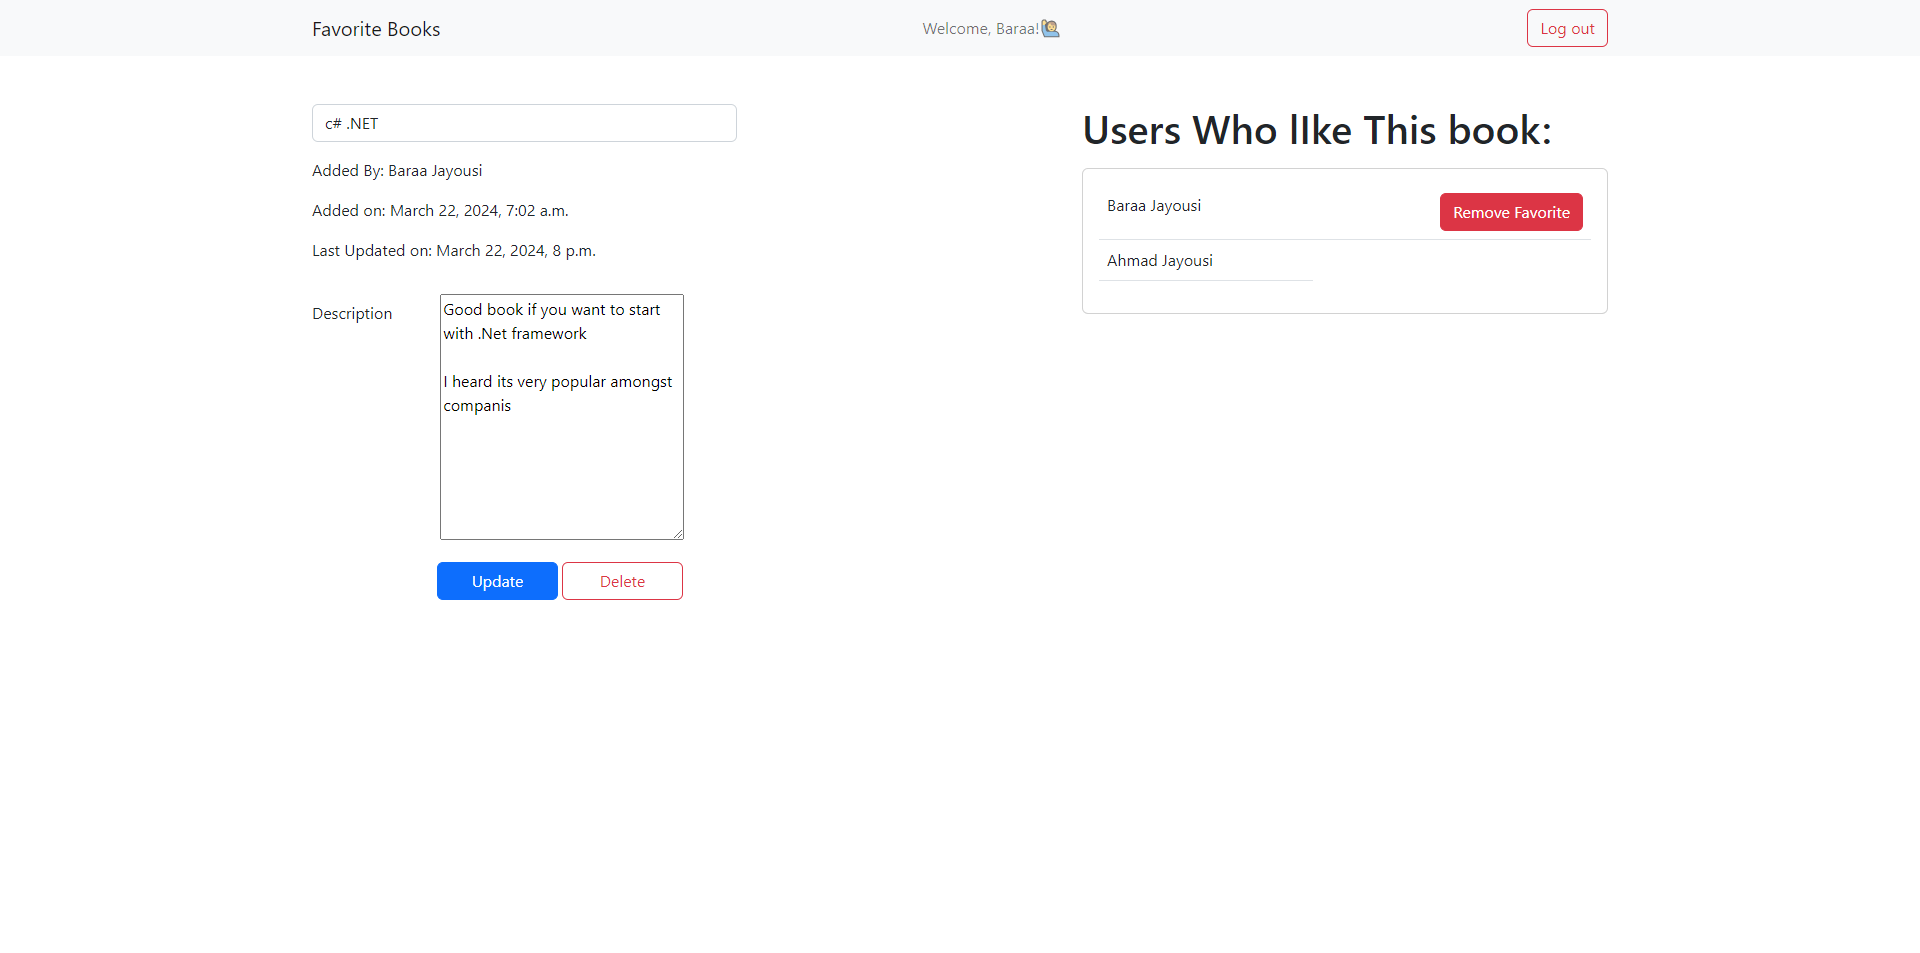 Favorite Books
Welcome, Baraa!🙋
Log out
c# .NET
Added By: Baraa Jayousi
Added on: March 22, 2024, 7:02 a.m.
Last Updated on: March 22, 2024, 8 p.m.
Description
Good book if you want to start
with .Net framework
I heard its very popular amongst
companis
Update
Delete
Users Who lIke This book:
Baraa Jayousi
Remove Favorite
Ahmad Jayousi